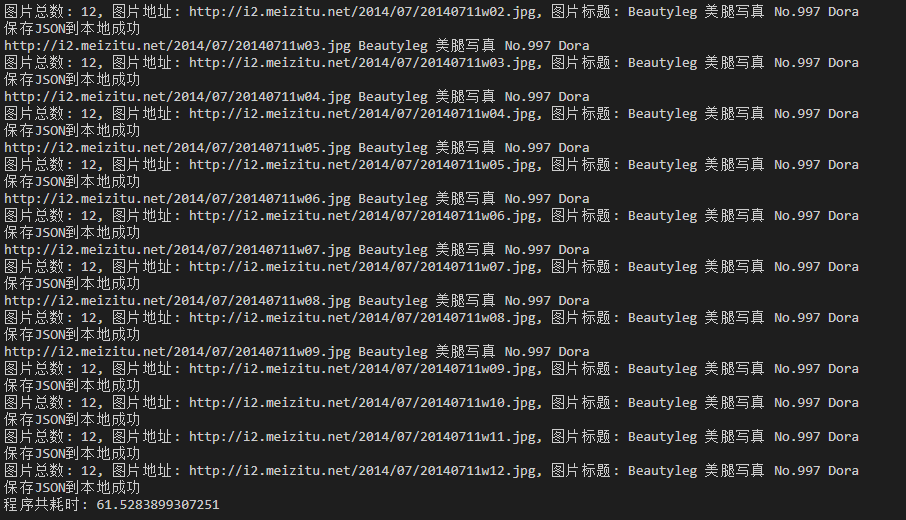 图片总数: 12, 图片地址: http://i2.meizitu.net/2014/07/20140711w02.jpg, 图片标题: Beautyleg 美腿写真 No.997 Dora
保存JSON到本地成功
http://i2.meizitu.net/2014/07/20140711w03.jpg Beautyleg 美腿写真 No.997 Dora
图片总数: 12, 图片地址: http://i2.meizitu.net/2014/07/20140711w03.jpg, 图片标题: Beautyleg 美腿写真 No.997 Dora
保存JSON到本地成功
http://i2.meizitu.net/2014/07/20140711w04.jpg Beautyleg 美腿写真 No.997 Dora
图片总数: 12, 图片地址: http://i2.meizitu.net/2014/07/20140711w04.jpg, 图片标题: Beautyleg 美腿写真 No.997 Dora
保存JSON到本地成功
http://i2.meizitu.net/2014/07/20140711w05.jpg Beautyleg 美腿写真 No.997 Dora
图片总数: 12, 图片地址: http://i2.meizitu.net/2014/07/20140711w05.jpg, 图片标题: Beautyleg 美腿写真 No.997 Dora
保存JSON到本地成功
http://i2.meizitu.net/2014/07/20140711w06.jpg Beautyleg 美腿写真 No.997 Dora
图片总数: 12, 图片地址: http://i2.meizitu.net/2014/07/20140711w06.jpg, 图片标题: Beautyleg 美腿写真 No.997 Dora
保存JSON到本地成功
http://i2.meizitu.net/2014/07/20140711w07.jpg Beautyleg 美腿写真 No.997 Dora
图片总数: 12, 图片地址: http://i2.meizitu.net/2014/07/20140711w07.jpg, 图片标题: Beautyleg 美腿写真 No.997 Dora
保存JSON到本地成功
http://i2.meizitu.net/2014/07/20140711w08.jpg Beautyleg 美腿写真 No.997 Dora
图片总数: 12, 图片地址: http://i2.meizitu.net/2014/07/20140711w08.jpg, 图片标题: Beautyleg 美腿写真 No.997 Dora
保存JSON到本地成功
http://i2.meizitu.net/2014/07/20140711w09.jpg Beautyleg 美腿写真 No.997 Dora
图片总数: 12, 图片地址: http://i2.meizitu.net/2014/07/20140711w09.jpg, 图片标题: Beautyleg 美腿写真 No.997 Dora
保存JSON到本地成功
图片总数: 12, 图片地址: http://i2.meizitu.net/2014/07/20140711w10.jpg, 图片标题: Beautyleg 美腿写真 No.997 Dora
保存JSON到本地成功
图片总数: 12, 图片地址: http://i2.meizitu.net/2014/07/20140711w11.jpg, 图片标题: Beautyleg 美腿写真 No.997 Dora
保存JSON到本地成功
图片总数: 12, 图片地址: http://i2.meizitu.net/2014/07/20140711w12.jpg, 图片标题: Beautyleg 美腿写真 No.997 Dora
保存JSON到本地成功
程序共耗时: 61.5283899307251